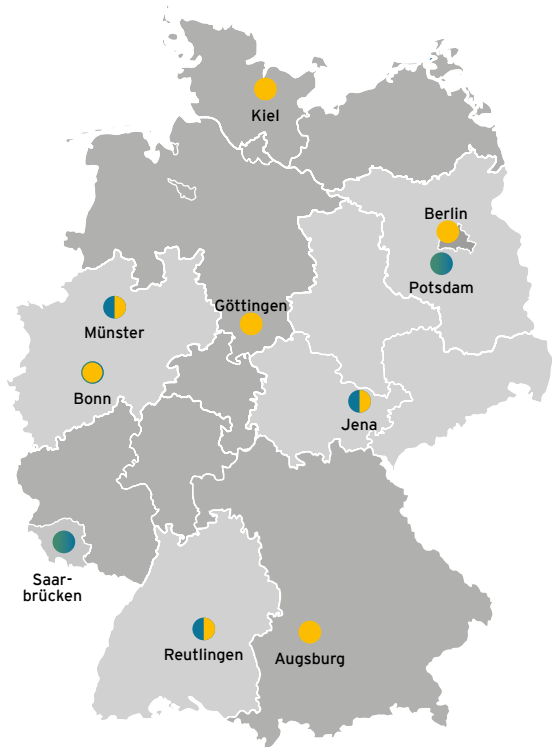 Kiel
Berlin
Potsdam
Göttingen
Münster
Bonn
Jena
Saar-
brücken
Reutlingen
Augsburg